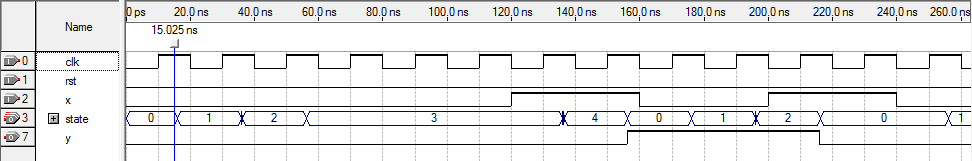 Name
0 ps 20.0 ns 40.0 ns 60.0 ns 80.0 ns 100.0 ns 120.0 ns 140.0 ns 160.0 ns 180.0 ns 200.0 ns 220.0 ns 240.0 ns 260.0 ns
15.025 ns
0 clk
1 rst
2 x
3 state 0 1 2 3 4 0 1 2 0 1
7 y